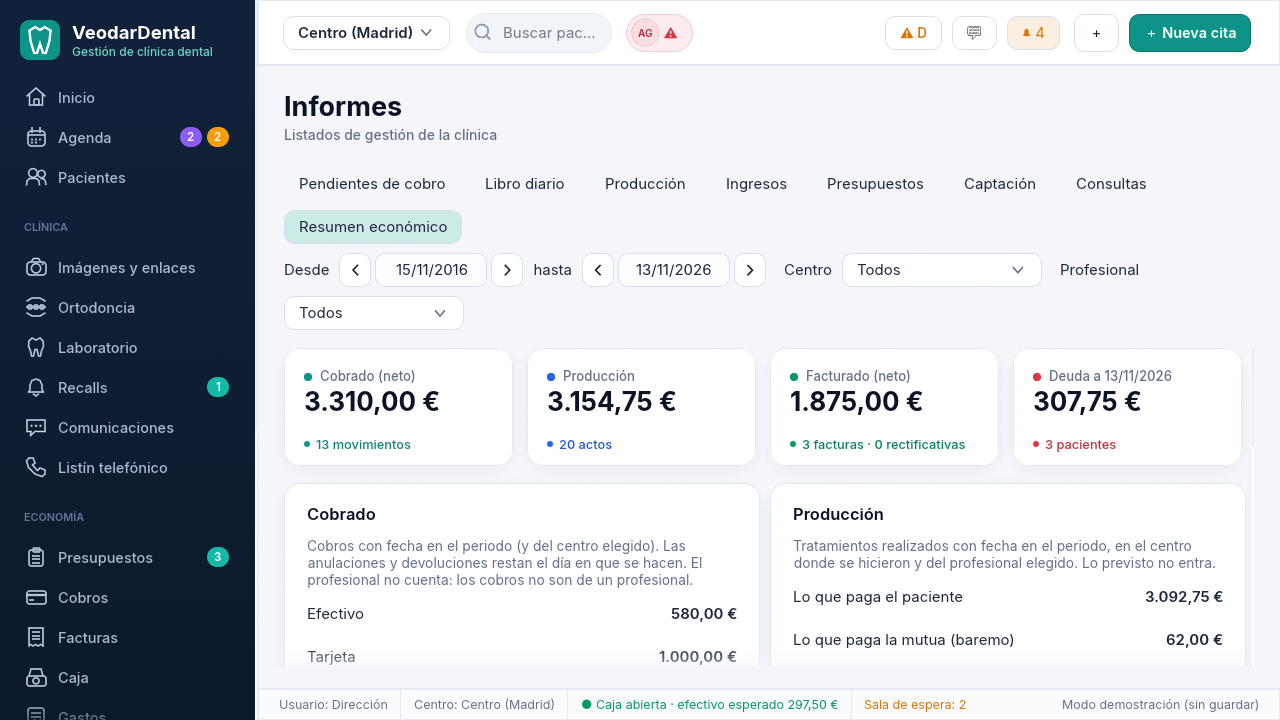 VeodarDental
Gestión de clínica dental
Inicio
Agenda 2 2
Pacientes
CLÍNICA
Imágenes y enlaces
Ortodoncia
Laboratorio
Recalls 1
Comunicaciones
Listín telefónico
ECONOMÍA
Presupuestos 3
Cobros
Facturas
Caja
Gastos
Centro (Madrid) Buscar pac... AG D 4 + + Nueva cita
Informes
Listados de gestión de la clínica
Pendientes de cobro Libro diario Producción Ingresos Presupuestos Captación Consultas
Resumen económico
Desde 15/11/2016 hasta 13/11/2026 Centro Todos Profesional
Todos
Cobrado (neto)
3.310,00 €
13 movimientos
Producción
3.154,75 €
20 actos
Facturado (neto)
1.875,00 €
3 facturas · 0 rectificativas
Deuda a 13/11/2026
307,75 €
3 pacientes
Cobrado
Cobros con fecha en el periodo (y del centro elegido). Las
anulaciones y devoluciones restan el día en que se hacen. El
profesional no cuenta: los cobros no son de un profesional.
Efectivo 580,00 €
Tarjeta 1.000,00 €
Producción
Tratamientos realizados con fecha en el periodo, en el centro
donde se hicieron y del profesional elegido. Lo previsto no entra.
Lo que paga el paciente 3.092,75 €
Lo que paga la mutua (baremo) 62,00 €
Usuario: Dirección Centro: Centro (Madrid) Caja abierta · efectivo esperado 297,50 € Sala de espera: 2 Modo demostración (sin guardar)